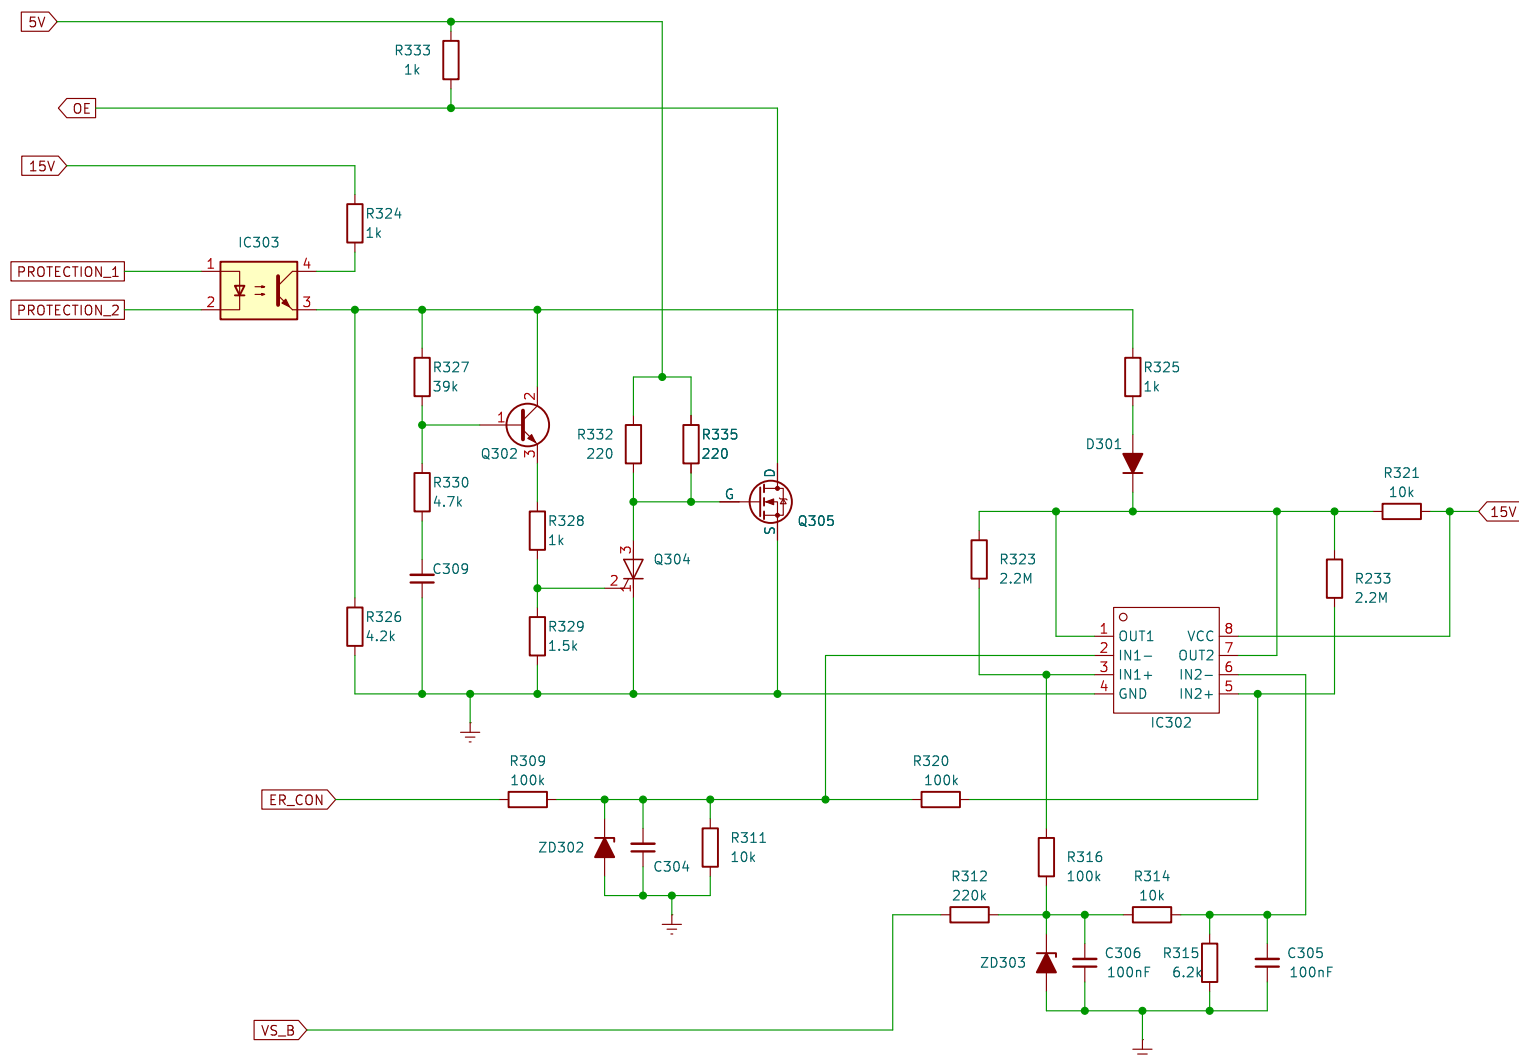 5V
R333
1k
OE
15V
R324
1k
IC303
PROTECTION_1
1
4
PROTECTION_2
2
3
R327
39k
1
2
3
Q302
R332
220
R335
220
R325
1k
D301
R321
10k
15V
R330
4.7k
G
D
S
Q305
R328
1k
C309
3
2
1
Q304
R323
2.2M
R233
2.2M
R326
4.2k
R329
1.5k
1 OUT1 VCC 8
2 IN1- OUT2 7
3 IN1+ IN2- 6
4 GND IN2+ 5
IC302
R309
100k
R320
100k
ER_CON
ZD302
C304
R311
10k
R316
100k
R312
220k
R314
10k
ZD303
C306
100nF
R315
6.2k
C305
100nF
VS_B